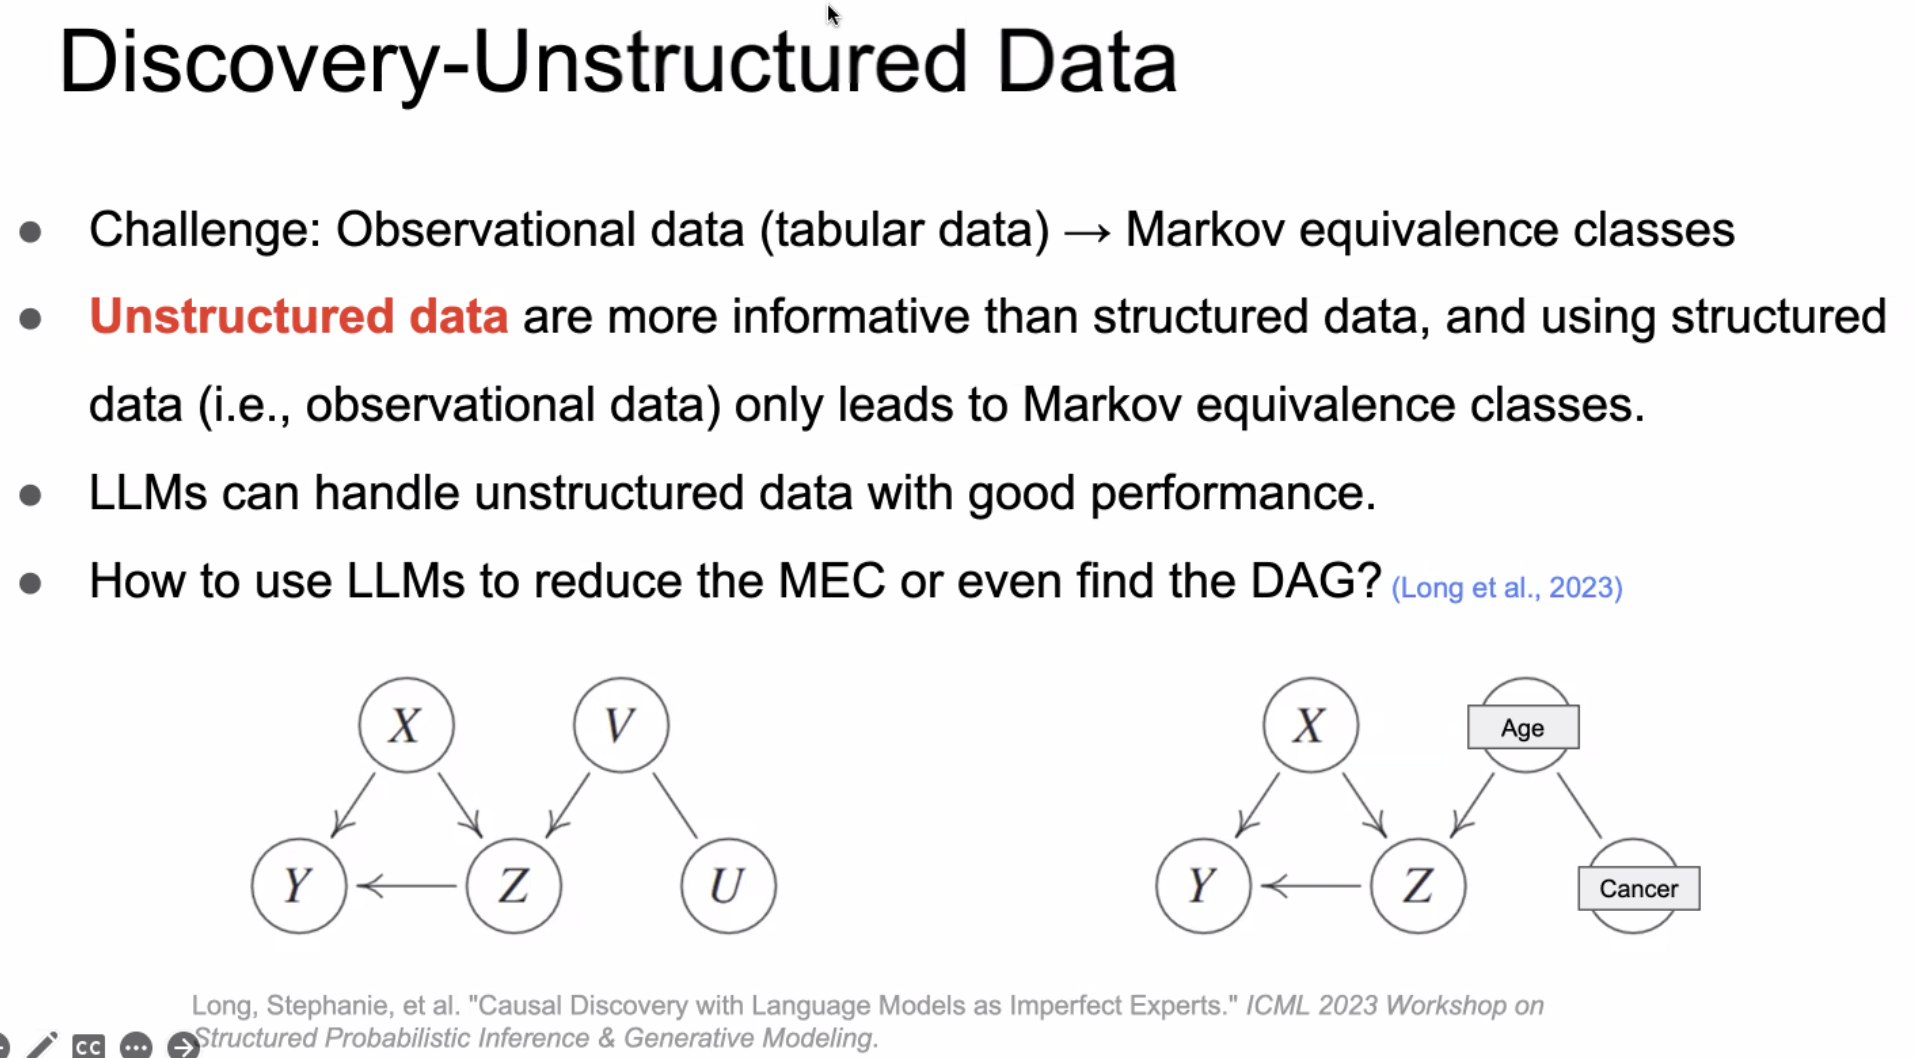 Discovery-Unstructured Data
● Challenge: Observational data (tabular data) → Markov equivalence classes
● Unstructured data are more informative than structured data, and using structured
data (i.e., observational data) only leads to Markov equivalence classes.
● LLMs can handle unstructured data with good performance.
● How to use LLMs to reduce the MEC or even find the DAG? (Long et al., 2023)
X V
Y Z U
X Age
Y Z Cancer
Long, Stephanie, et al. "Causal Discovery with Language Models as Imperfect Experts." ICML 2023 Workshop on
Structured Probabilistic Inference & Generative Modeling.
CC